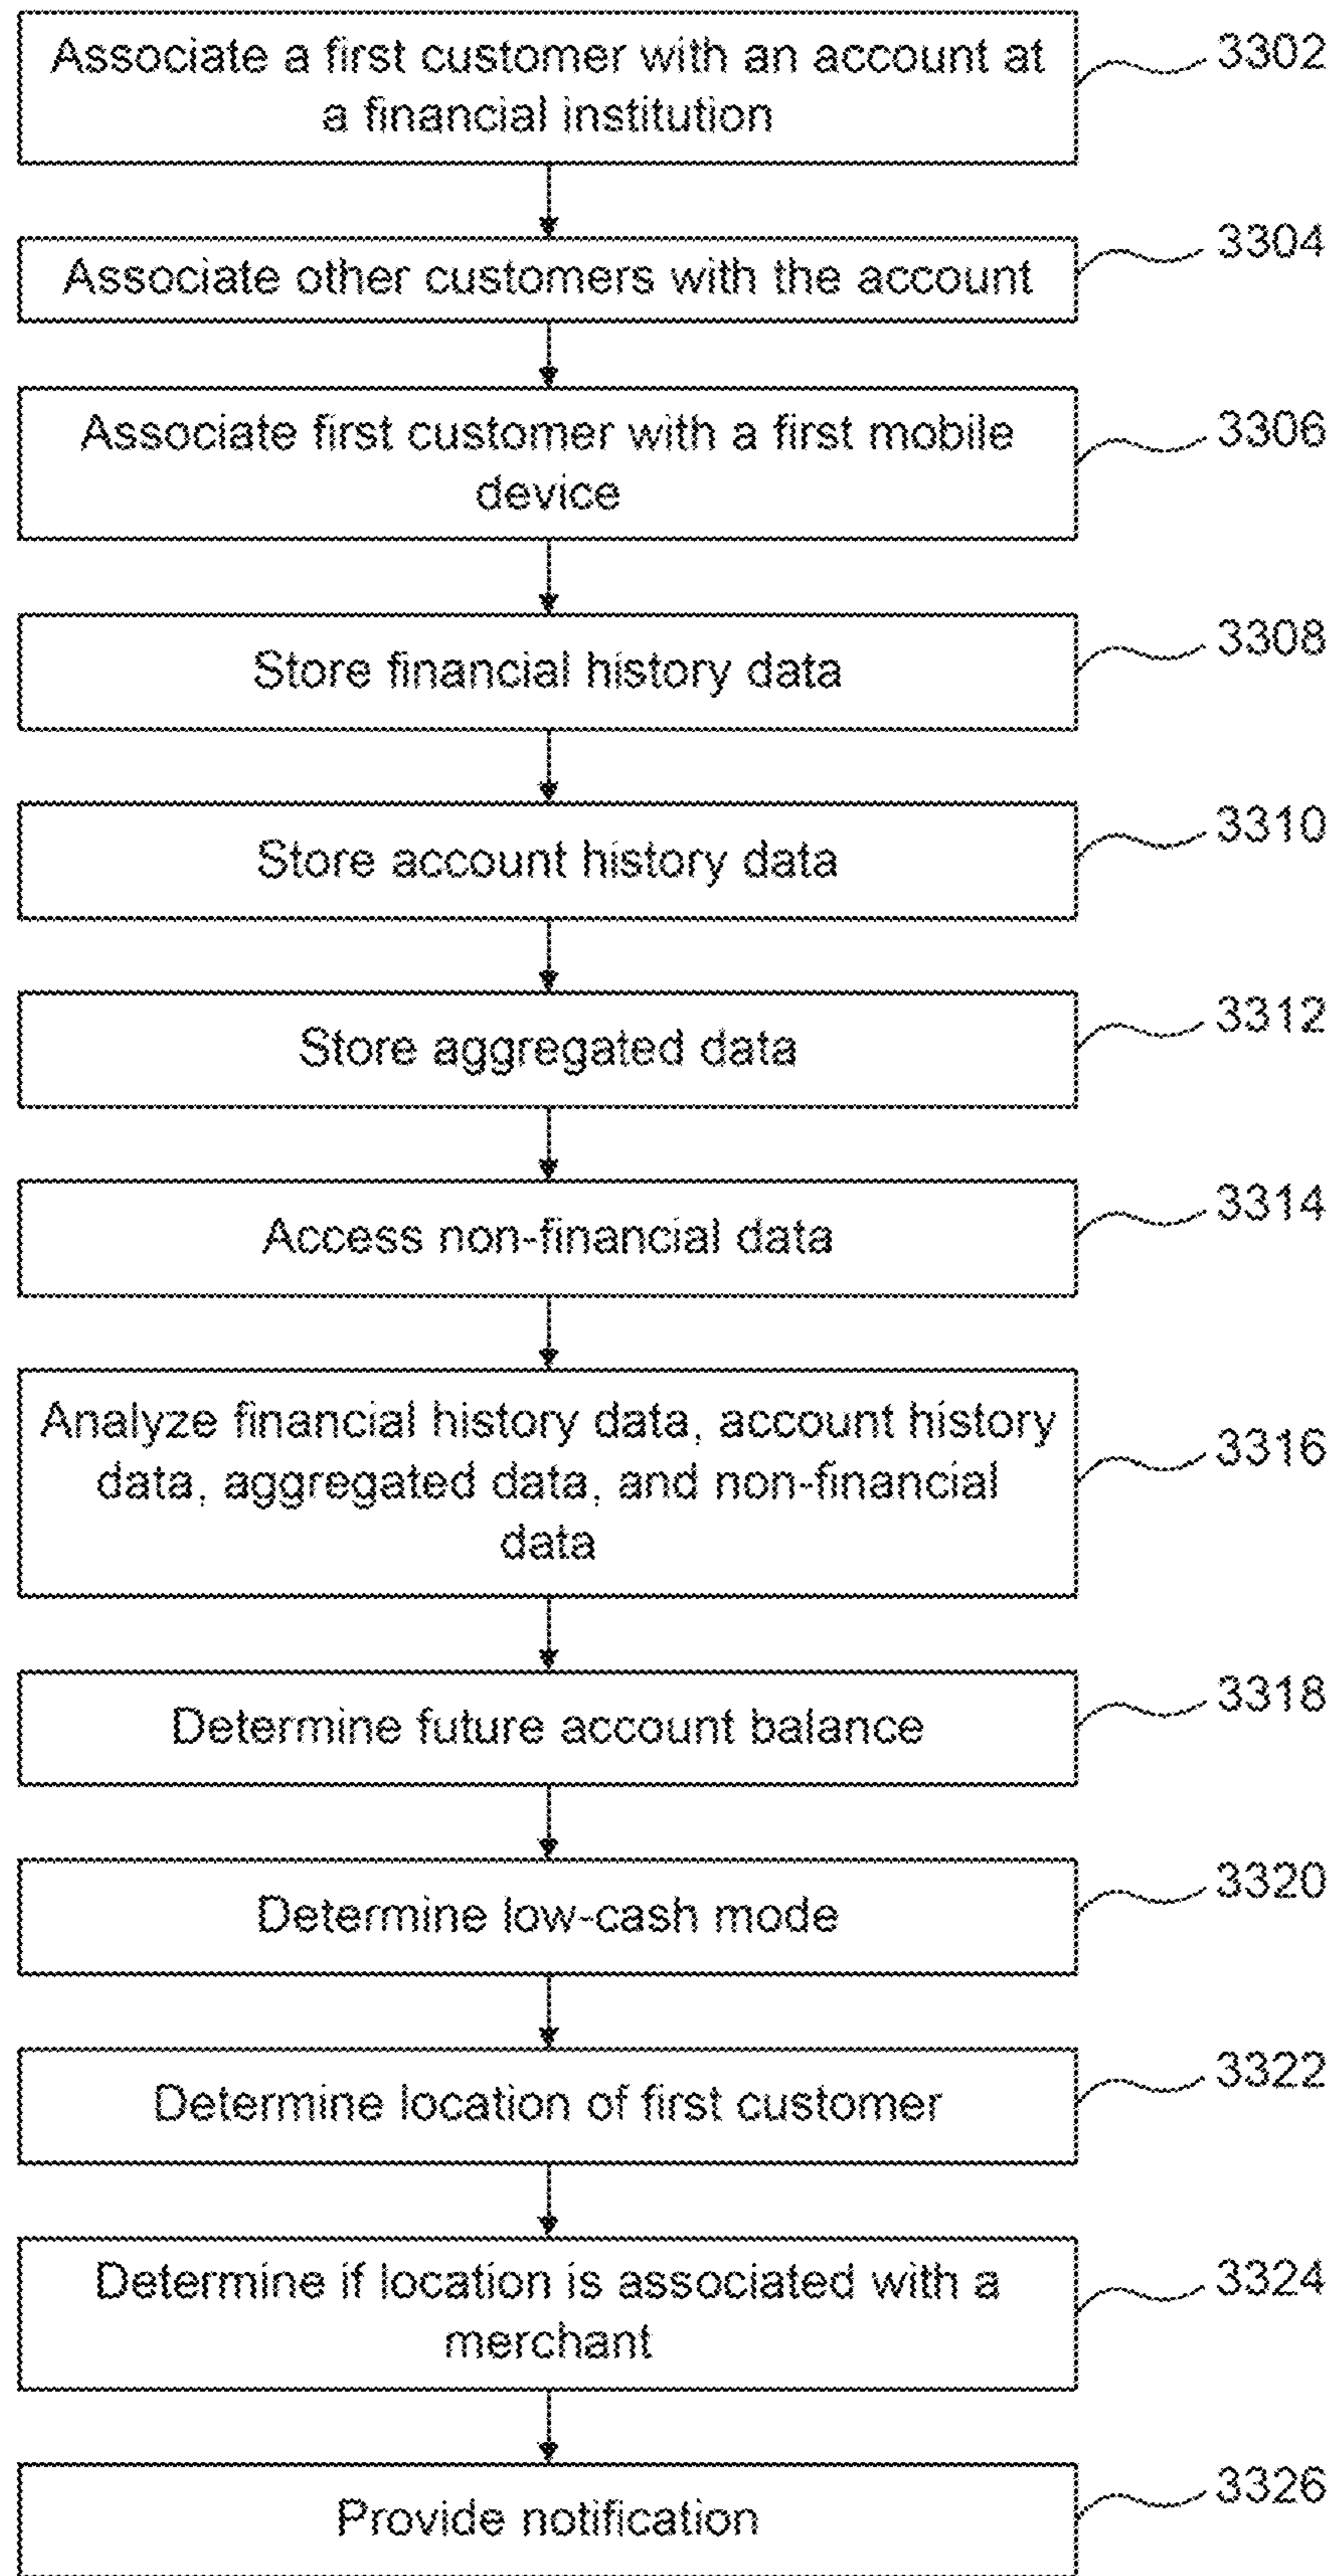 Associate a first customer with an account at
a financial institution
3302
Associate other customers with the account
3304
Associate first customer with a first mobile
device
3306
Store financial history data
3308
Store account history data
3310
Store aggregated data
3312
Access non-financial data
3314
Analyze financial history data, account history
data, aggregated data, and non-financial
data
3316
Determine future account balance
3318
Determine low-cash mode
3320
Determine location of first customer
3322
Determine if location is associated with a
merchant
3324
Provide notification
3326